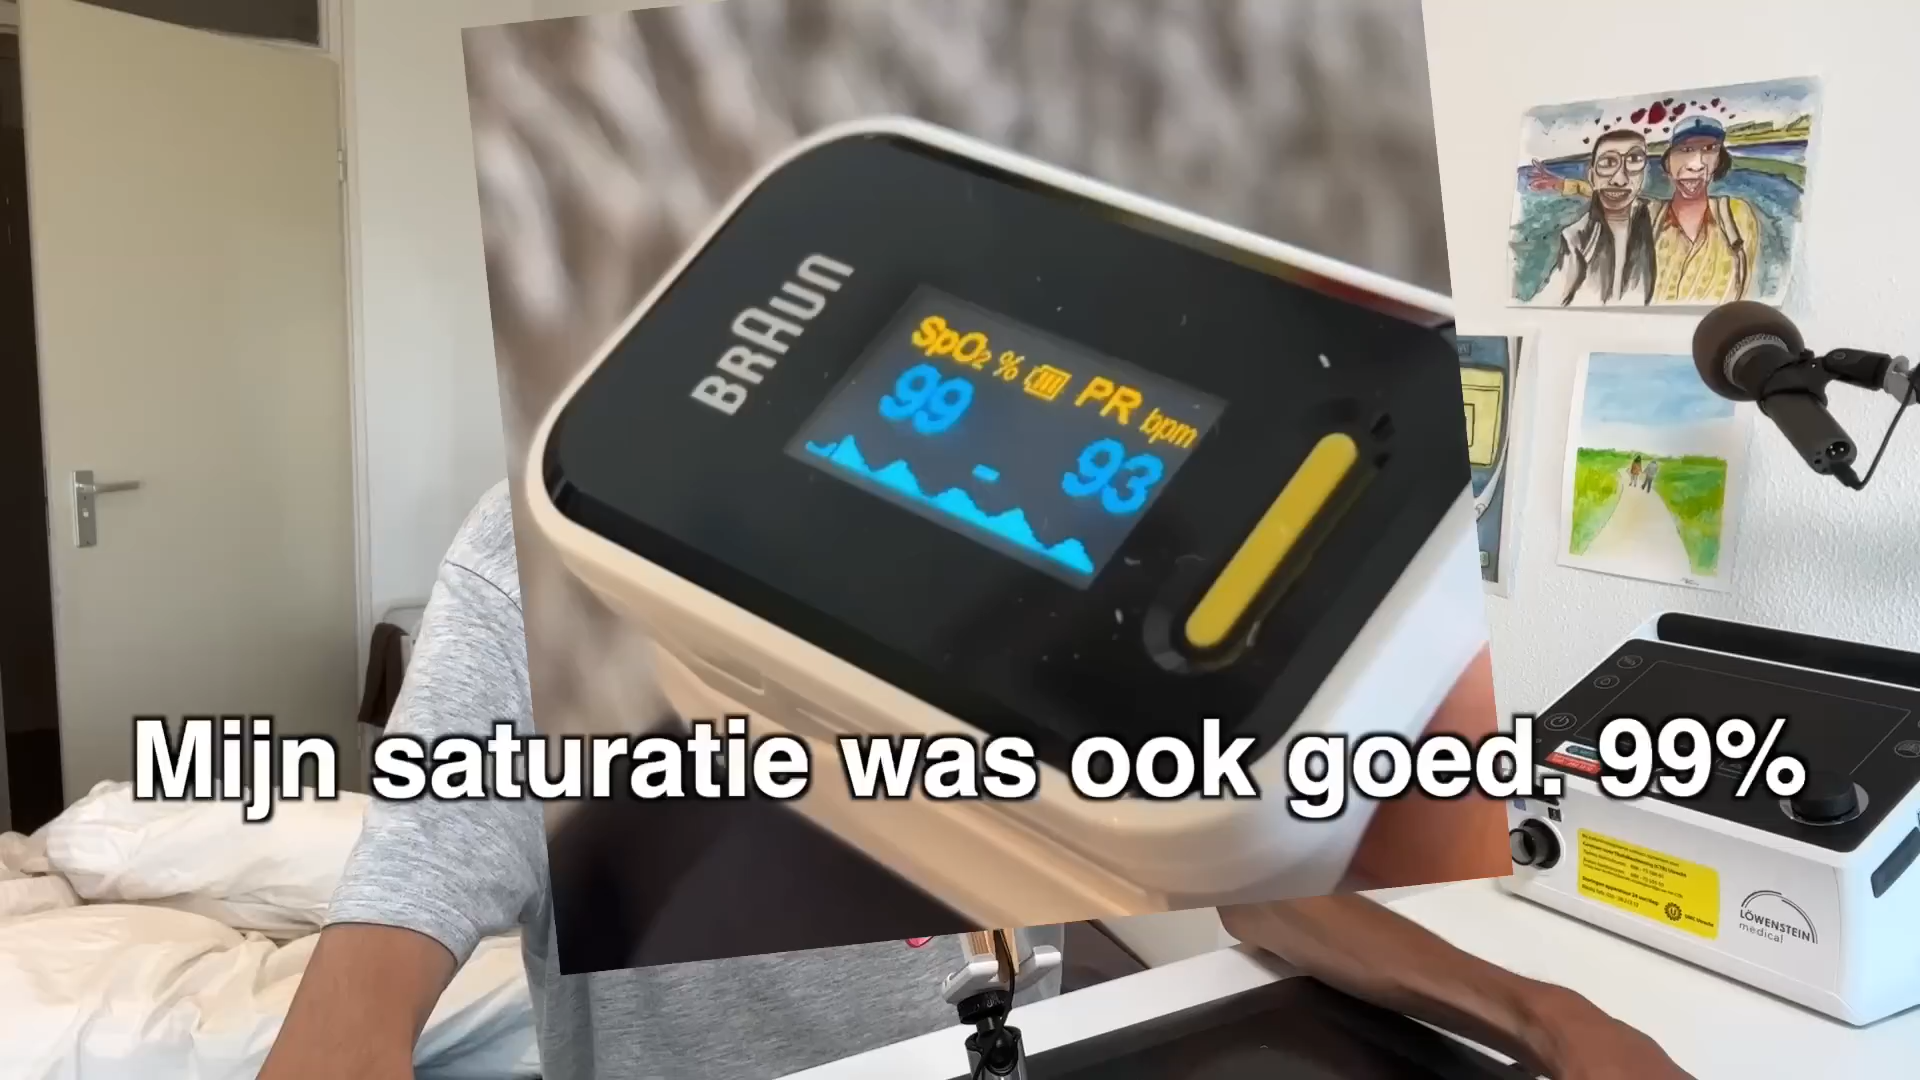 BRAun
SpO₂ % PR bpm
99
93
Mijn saturatie was ook goed. 99%
LÖWENSTEIN
medical